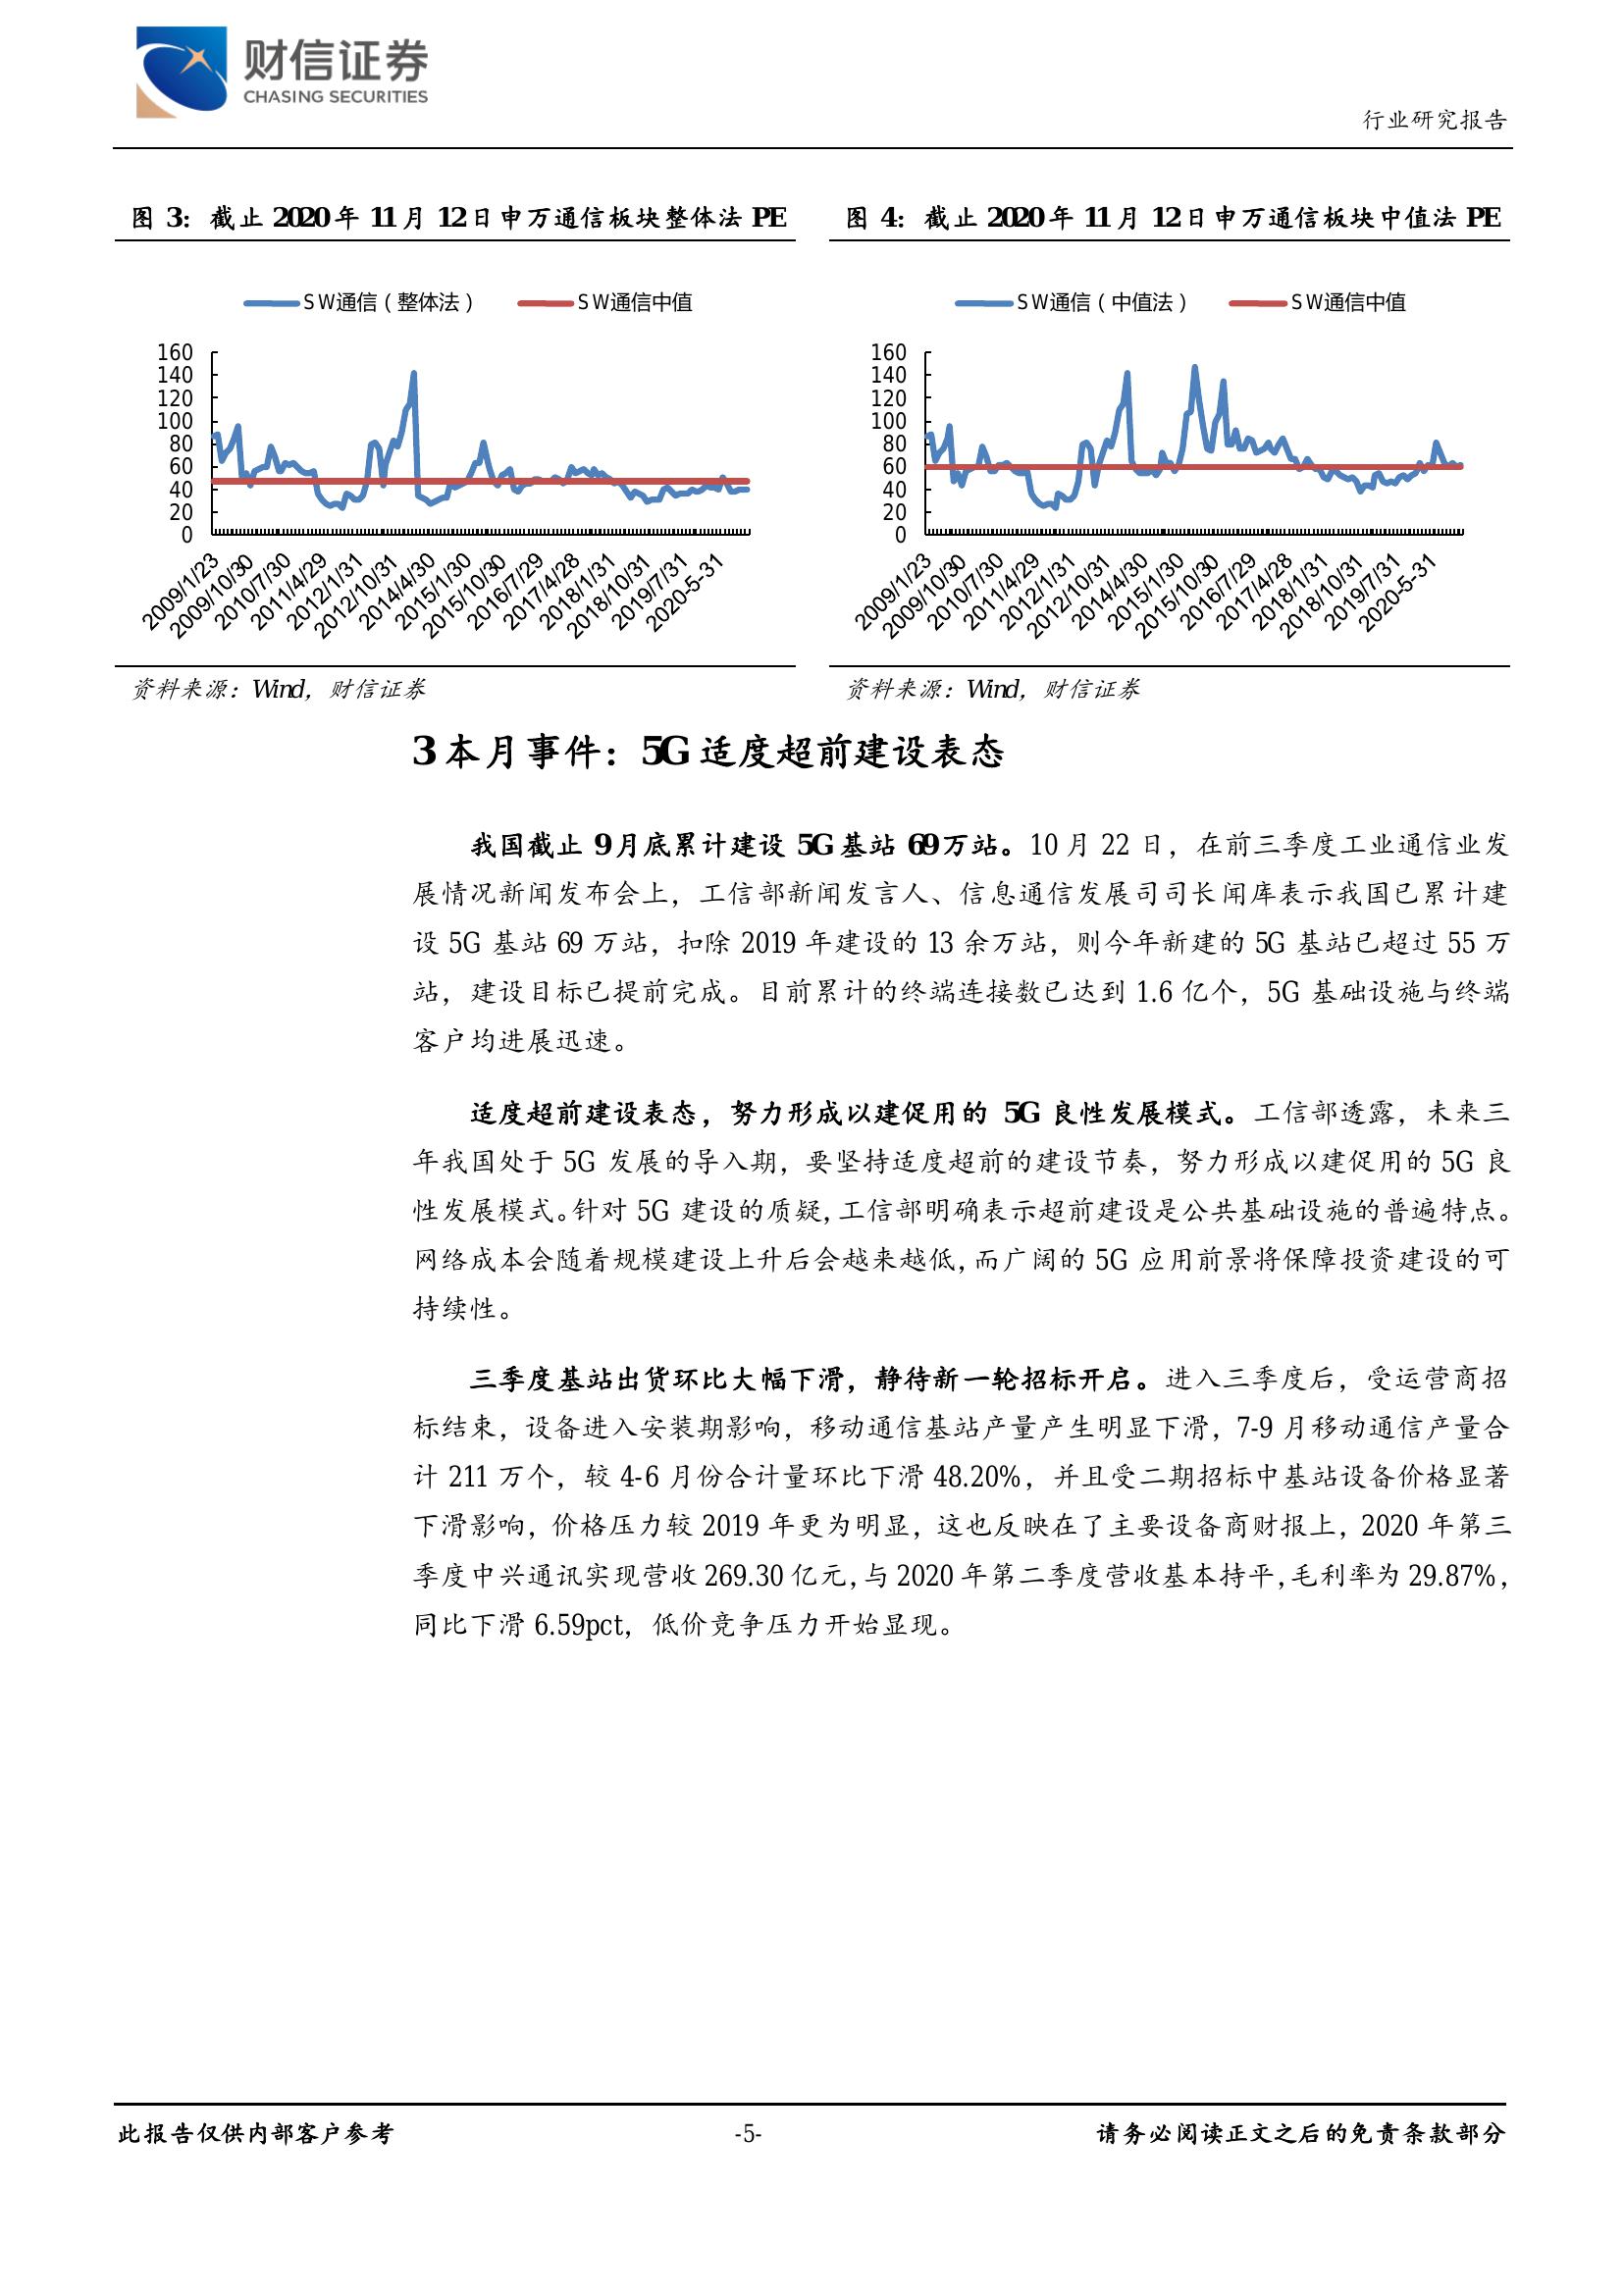 财信证券
CHASING SECURITIES
行业研究报告
图 3：截止 2020 年 11 月 12 日申万通信板块整体法 PE
SW通信（整体法）
SW通信中值
160
140
120
100
80
60
40
20
0
2009/1/23
2009/10/30
2010/7/30
2011/4/29
2012/1/31
2012/10/31
2014/4/30
2015/1/30
2015/10/30
2016/7/29
2017/4/28
2018/1/31
2018/10/31
2019/7/31
2020-5-31
资料来源：Wind，财信证券
图 4：截止 2020 年 11 月 12 日申万通信板块中值法 PE
SW通信（中值法）
SW通信中值
160
140
120
100
80
60
40
20
0
2009/1/23
2009/10/30
2010/7/30
2011/4/29
2012/1/31
2012/10/31
2014/4/30
2015/1/30
2015/10/30
2016/7/29
2017/4/28
2018/1/31
2018/10/31
2019/7/31
2020-5-31
资料来源：Wind，财信证券
3 本月事件：5G 适度超前建设表态
我国截止 9 月底累计建设 5G 基站 69 万站。10 月 22 日，在前三季度工业通信业发
展情况新闻发布会上，工信部新闻发言人、信息通信发展司司长闻库表示我国已累计建
设 5G 基站 69 万站，扣除 2019 年建设的 13 余万站，则今年新建的 5G 基站已超过 55 万
站，建设目标已提前完成。目前累计的终端连接数已达到 1.6 亿个，5G 基础设施与终端
客户均进展迅速。
适度超前建设表态，努力形成以建促用的 5G 良性发展模式。工信部透露，未来三
年我国处于 5G 发展的导入期，要坚持适度超前的建设节奏，努力形成以建促用的 5G 良
性发展模式。针对 5G 建设的质疑，工信部明确表示超前建设是公共基础设施的普遍特点。
网络成本会随着规模建设上升后会越来越低，而广阔的 5G 应用前景将保障投资建设的可
持续性。
三季度基站出货环比大幅下滑，静待新一轮招标开启。进入三季度后，受运营商招
标结束，设备进入安装期影响，移动通信基站产量产生明显下滑，7-9 月移动通信产量合
计 211 万个，较 4-6 月份合计量环比下滑 48.20%，并且受二期招标中基站设备价格显著
下滑影响，价格压力较 2019 年更为明显，这也反映在了主要设备商财报上，2020 年第三
季度中兴通讯实现营收 269.30 亿元，与 2020 年第二季度营收基本持平，毛利率为 29.87%，
同比下滑 6.59pct，低价竞争压力开始显现。
此报告仅供内部客户参考
-5-
请务必阅读正文之后的免责条款部分